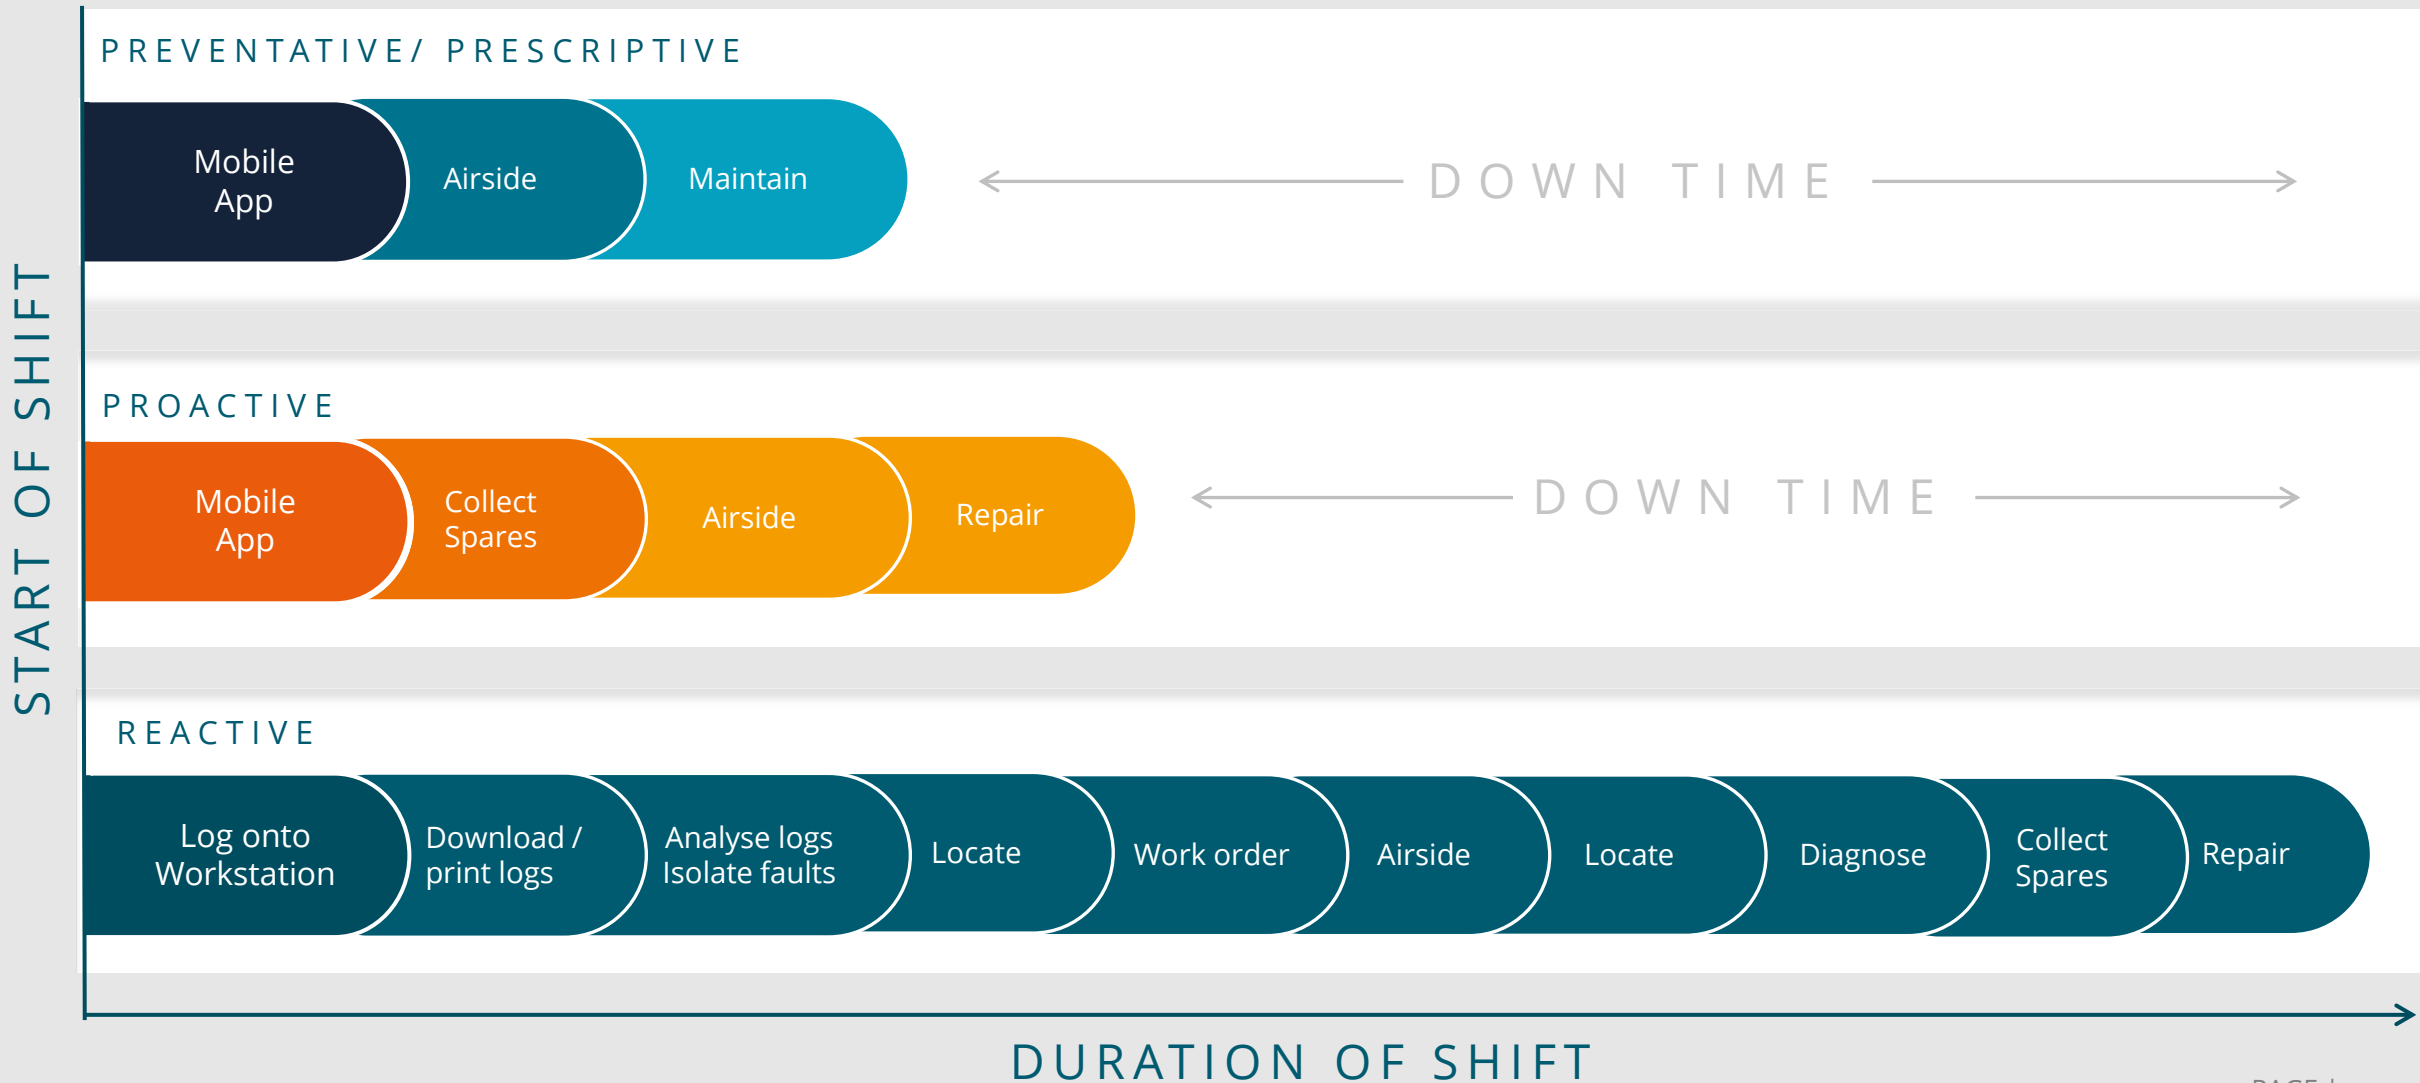 START OF SHIFT
PREVENTATIVE/ PRESCRIPTIVE
Mobile
App
Airside
Maintain
DOWN TIME
PROACTIVE
Mobile
App
Collect
Spares
Airside
Repair
DOWN TIME
REACTIVE
Log onto
Workstation
Download /
print logs
Analyse logs
Isolate faults
Locate
Work order
Airside
Locate
Diagnose
Collect
Spares
Repair
DURATION OF SHIFT